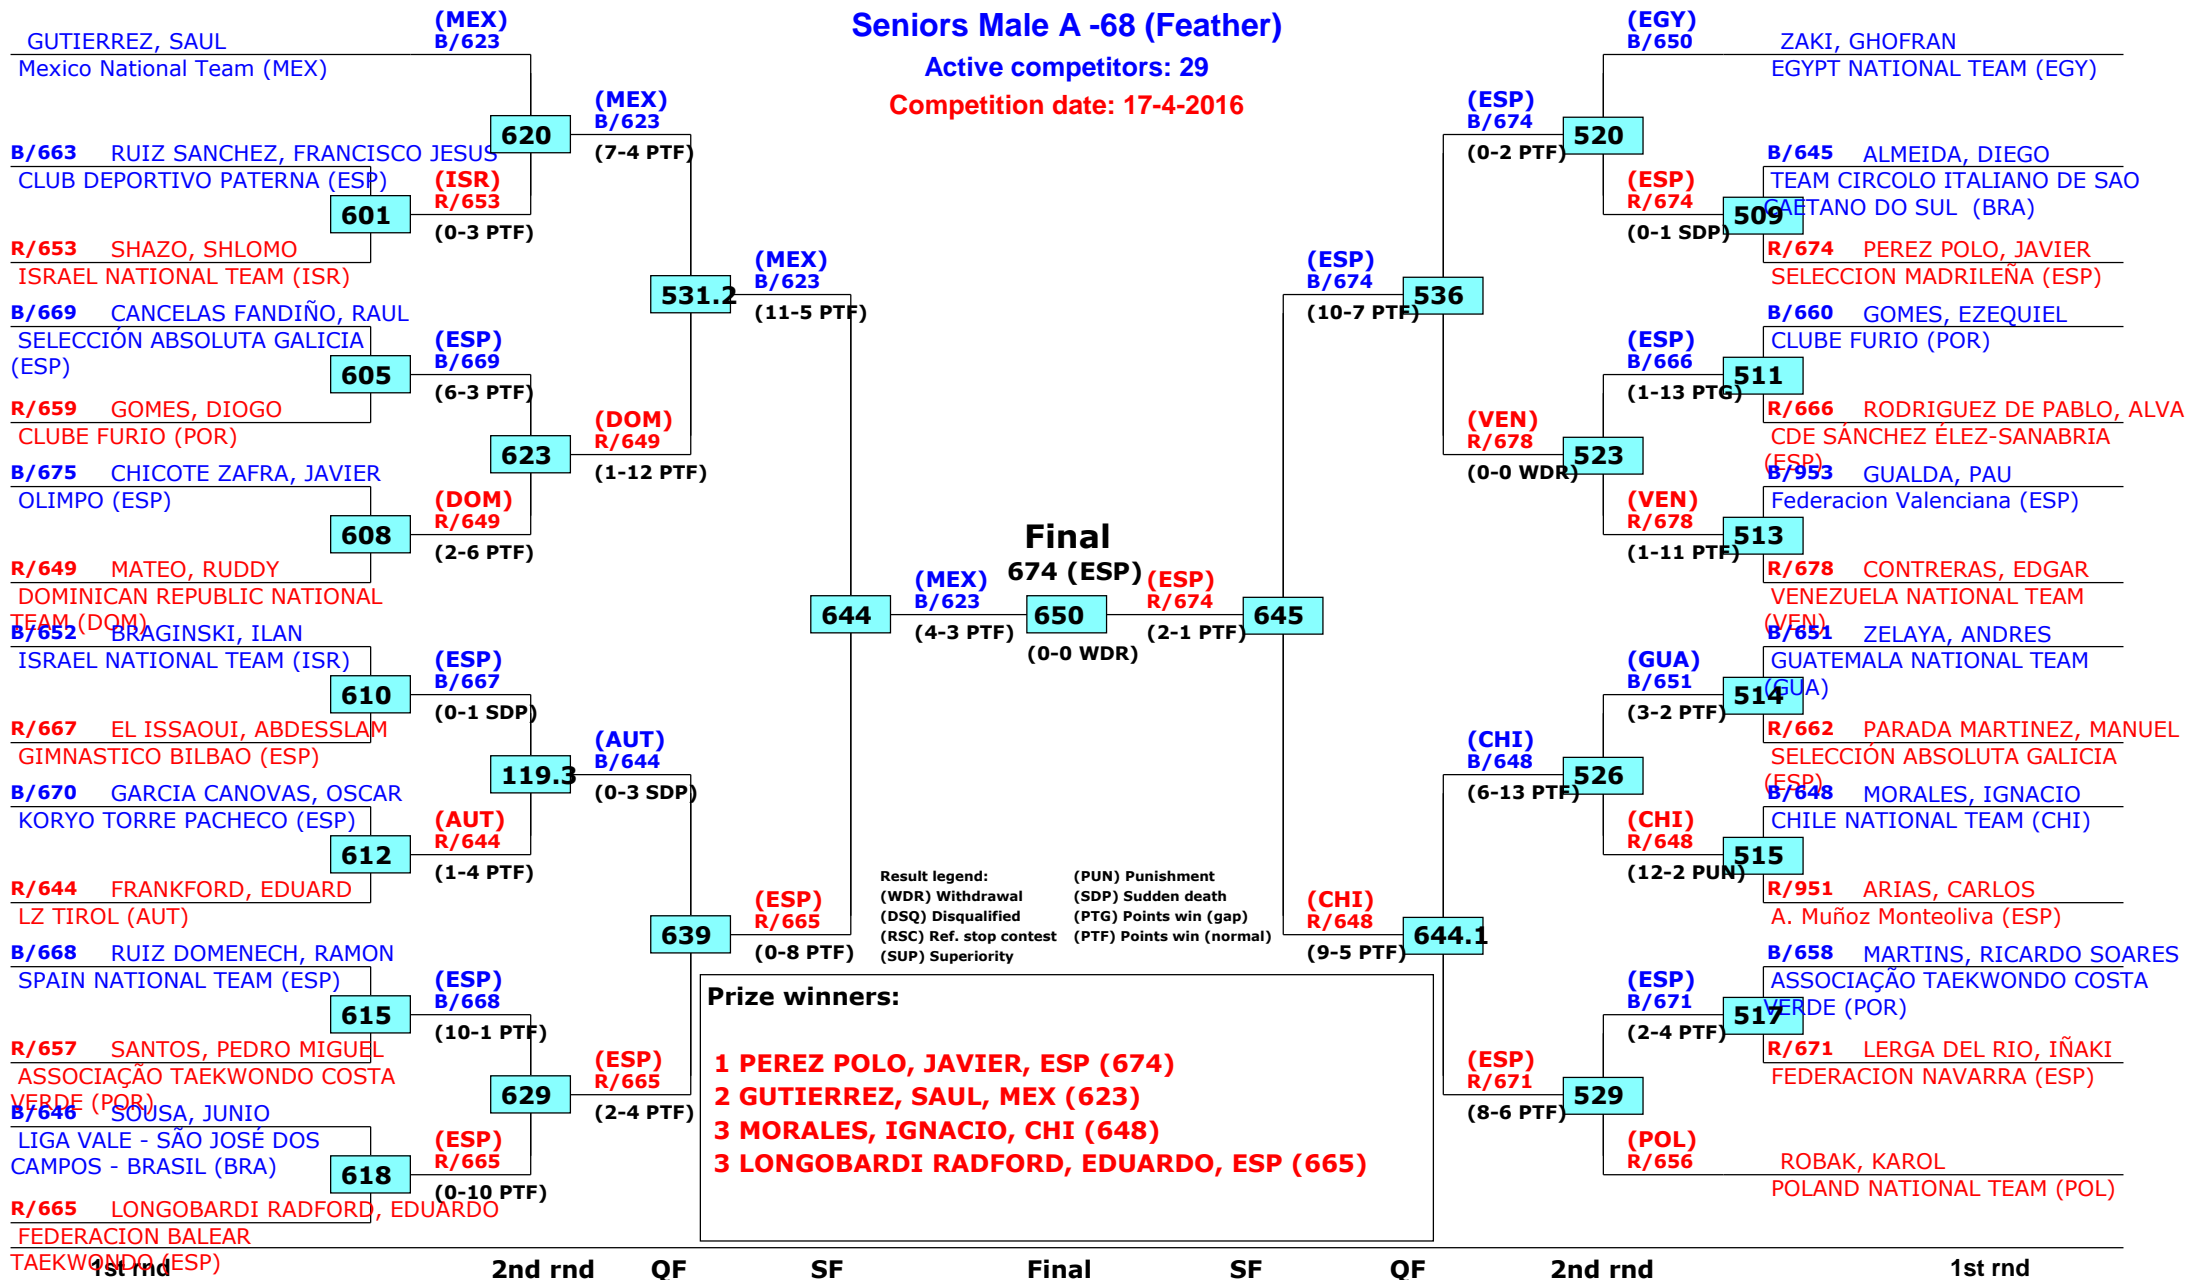 Seniors Male A -68 (Feather)
Active competitors: 29
Competition date: 17-4-2016
GUTIERREZ, SAUL
Mexico National Team (MEX)
(MEX)
B/623
B/663 RUIZ SANCHEZ, FRANCISCO JESUS
CLUB DEPORTIVO PATERNA (ESP)
601
R/653 SHAZO, SHLOMO
ISRAEL NATIONAL TEAM (ISR)
(ISR)
R/653
(0-3 PTF)
620
(MEX)
B/623
(7-4 PTF)
B/669 CANCELAS FANDIÑO, RAUL
SELECCIÓN ABSOLUTA GALICIA
(ESP)
605
R/659 GOMES, DIOGO
CLUBE FURIO (POR)
(ESP)
B/669
(6-3 PTF)
B/675 CHICOTE ZAFRA, JAVIER
OLIMPO (ESP)
608
R/649 MATEO, RUDDY
DOMINICAN REPUBLIC NATIONAL
TEAM (DOM)
(DOM)
R/649
(2-6 PTF)
623
(DOM)
R/649
(1-12 PTF)
531.2
(MEX)
B/623
(11-5 PTF)
B/652 BRAGINSKI, ILAN
ISRAEL NATIONAL TEAM (ISR)
610
R/667 EL ISSAOUI, ABDESSLAM
GIMNASTICO BILBAO (ESP)
(ESP)
B/667
(0-1 SDP)
B/670 GARCIA CANOVAS, OSCAR
KORYO TORRE PACHECO (ESP)
612
R/644 FRANKFORD, EDUARD
LZ TIROL (AUT)
(AUT)
R/644
(1-4 PTF)
119.3
(AUT)
B/644
(0-3 SDP)
B/668 RUIZ DOMENECH, RAMON
SPAIN NATIONAL TEAM (ESP)
615
R/657 SANTOS, PEDRO MIGUEL
ASSOCIAÇÃO TAEKWONDO COSTA
VERDE (POR)
(ESP)
B/668
(10-1 PTF)
B/646 SOUSA, JUNIO
LIGA VALE - SÃO JOSÉ DOS
CAMPOS - BRASIL (BRA)
618
R/665 LONGOBARDI RADFORD, EDUARDO
FEDERACION BALEAR
TAEKWONDO (ESP)
(ESP)
R/665
(0-10 PTF)
629
(ESP)
R/665
(2-4 PTF)
639
(ESP)
R/665
(0-8 PTF)
644
(MEX)
B/623
(4-3 PTF)
Final
674 (ESP)
650
(0-0 WDR)
(ESP)
R/674
(2-1 PTF)
645
(EGY)
B/650
ZAKI, GHOFRAN
EGYPT NATIONAL TEAM (EGY)
(ESP)
B/674
(0-2 PTF)
520
(ESP)
R/674
(0-1 SDP)
509
B/645 ALMEIDA, DIEGO
TEAM CIRCOLO ITALIANO DE SAO
CAETANO DO SUL (BRA)
R/674 PEREZ POLO, JAVIER
SELECCION MADRILEÑA (ESP)
(ESP)
B/674
(10-7 PTF)
536
(ESP)
B/666
(1-13 PTG)
511
B/660 GOMES, EZEQUIEL
CLUBE FURIO (POR)
R/666 RODRIGUEZ DE PABLO, ALVA
CDE SÁNCHEZ ÉLEZ-SANABRIA
(ESP)
(VEN)
R/678
(0-0 WDR)
523
(VEN)
R/678
(1-11 PTF)
513
B/953 GUALDA, PAU
Federacion Valenciana (ESP)
R/678 CONTRERAS, EDGAR
VENEZUELA NATIONAL TEAM
(VEN)
(GUA)
B/651
(3-2 PTF)
514
B/651 ZELAYA, ANDRES
GUATEMALA NATIONAL TEAM
(GUA)
R/662 PARADA MARTINEZ, MANUEL
SELECCIÓN ABSOLUTA GALICIA
(ESP)
(CHI)
B/648
(6-13 PTF)
526
(CHI)
R/648
(12-2 PUN)
515
B/648 MORALES, IGNACIO
CHILE NATIONAL TEAM (CHI)
R/951 ARIAS, CARLOS
A. Muñoz Monteoliva (ESP)
(CHI)
R/648
(9-5 PTF)
644.1
(ESP)
B/671
(2-4 PTF)
517
B/658 MARTINS, RICARDO SOARES
ASSOCIAÇÃO TAEKWONDO COSTA
VERDE (POR)
R/671 LERGA DEL RIO, IÑAKI
FEDERACION NAVARRA (ESP)
(ESP)
R/671
(8-6 PTF)
529
(POL)
R/656
ROBAK, KAROL
POLAND NATIONAL TEAM (POL)
Result legend:
(WDR) Withdrawal
(DSQ) Disqualified
(RSC) Ref. stop contest
(SUP) Superiority
(PUN) Punishment
(SDP) Sudden death
(PTG) Points win (gap)
(PTF) Points win (normal)
Prize winners:
1 PEREZ POLO, JAVIER, ESP (674)
2 GUTIERREZ, SAUL, MEX (623)
3 MORALES, IGNACIO, CHI (648)
3 LONGOBARDI RADFORD, EDUARDO, ESP (665)
1st rnd 2nd rnd QF SF Final SF QF 2nd rnd 1st rnd